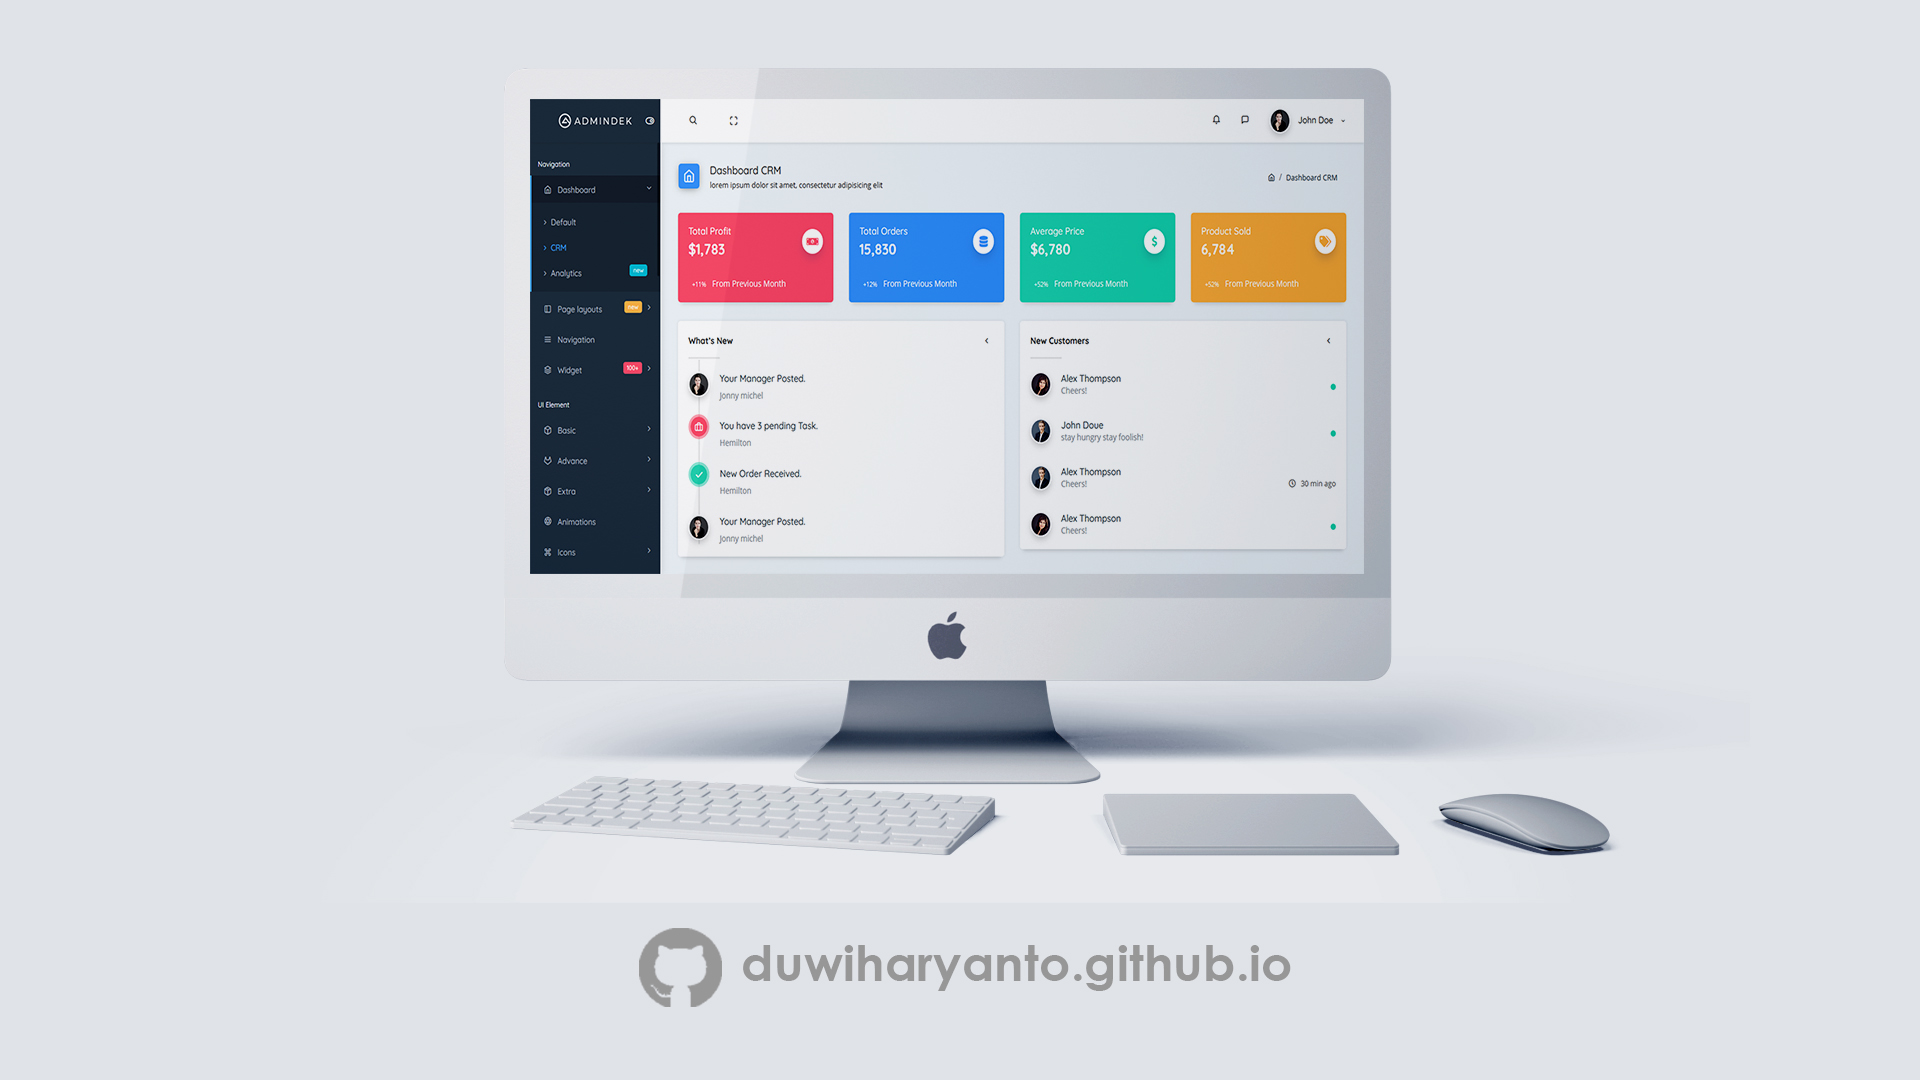 ADMINDEK
John Doe
Navigation
Dashboard
Default
CRM
Analytics
new
Page layouts
new
Navigation
Widget
100+
UI Element
Basic
Advance
Extra
Animations
Icons
Dashboard CRM
lorem ipsum dolor sit amet, consectetur adipisicing elit
/ Dashboard CRM
Total Profit
$1,783
+11% From Previous Month
Total Orders
15,830
+12% From Previous Month
Average Price
$6,780
+52% From Previous Month
Product Sold
6,784
+52% From Previous Month
What's New
Your Manager Posted.
Jonny michel
You have 3 pending Task.
Hemilton
New Order Received.
Hemilton
Your Manager Posted.
Jonny michel
New Customers
Alex Thompson
Cheers!
John Doue
stay hungry stay foolish!
Alex Thompson
Cheers!
30 min ago
Alex Thompson
Cheers!
duwiharyanto.github.io